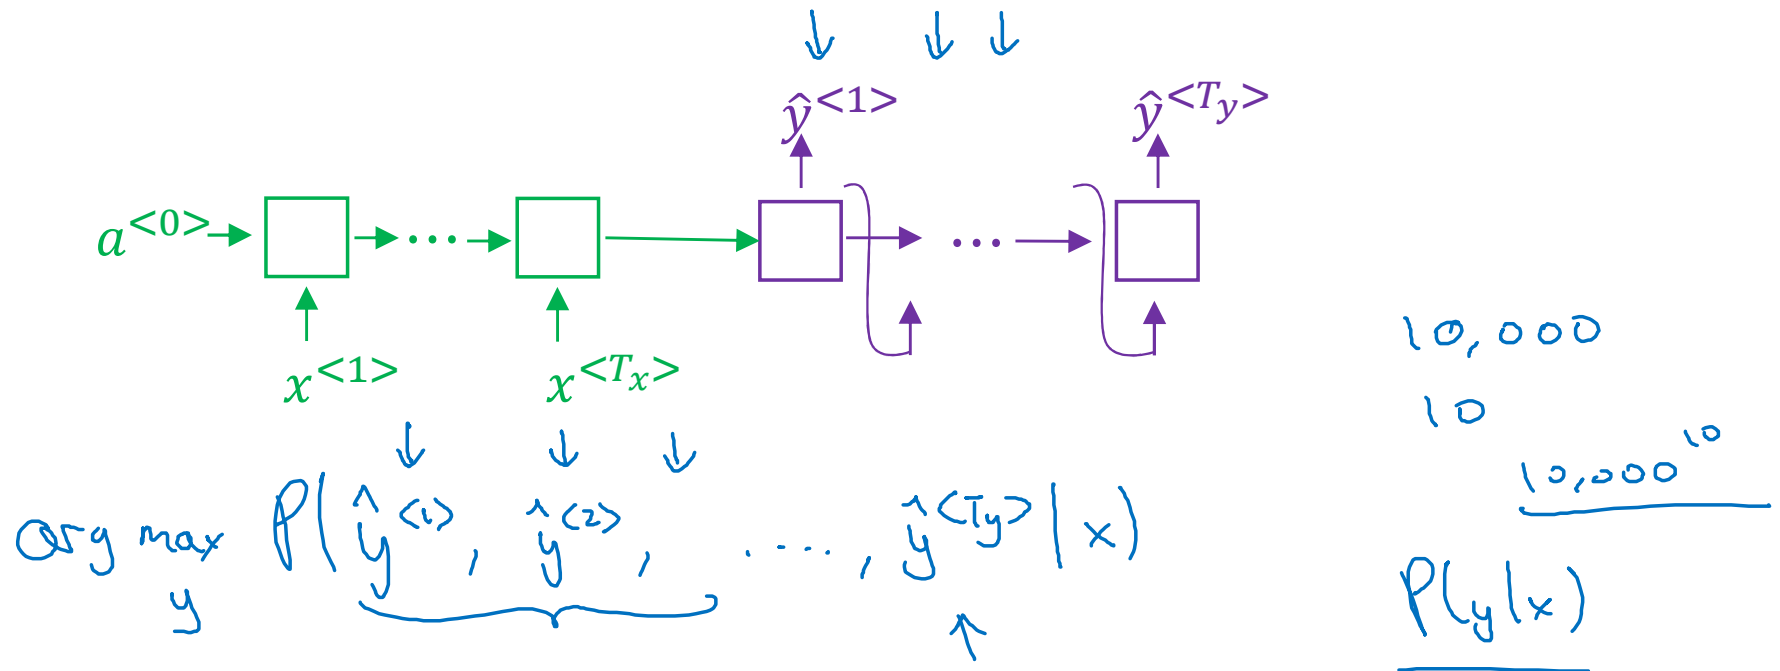 ŷ<1> ŷ<Ty>
a<0> ... ...
x<1> x<Tx>
10,000
10
10,000^10
arg max y P(ŷ<1>, ŷ<2>, ....., ŷ<Ty> | x)
P(y|x)